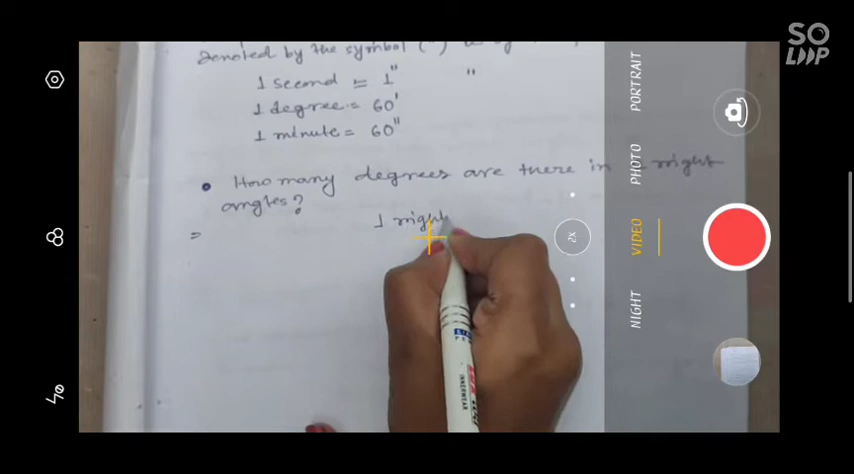 Denoted by the symbol (")
1 second = 1"
"
1 degree = 60'
1 minute = 60"
• How many degrees are there in right
angles?
= 1 right
SO
LOOP
PORTRAIT
PHOTO
VIDEO
NIGHT
2X
INNERWEAR